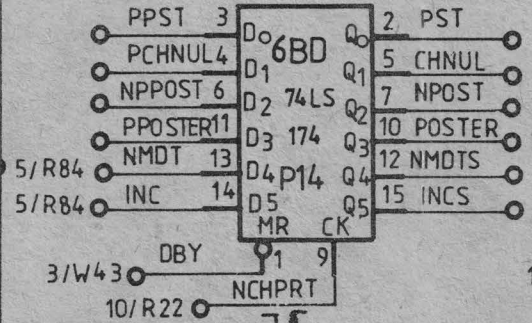 PPST 3 D0 6BD Q0 2 PST
PCHNUL 4 D1 Q1 5 CHNUL
NPPOST 6 D2 74LS Q2 7 NPOST
PPOSTER 11 D3 174 Q3 10 POSTER
5/R84 NMDT 13 D4 P14 Q4 12 NMDTS
5/R84 INC 14 D5 Q5 15 INCS
MR CK
3/W43 DBY 1 9
10/R22 NCHPRT